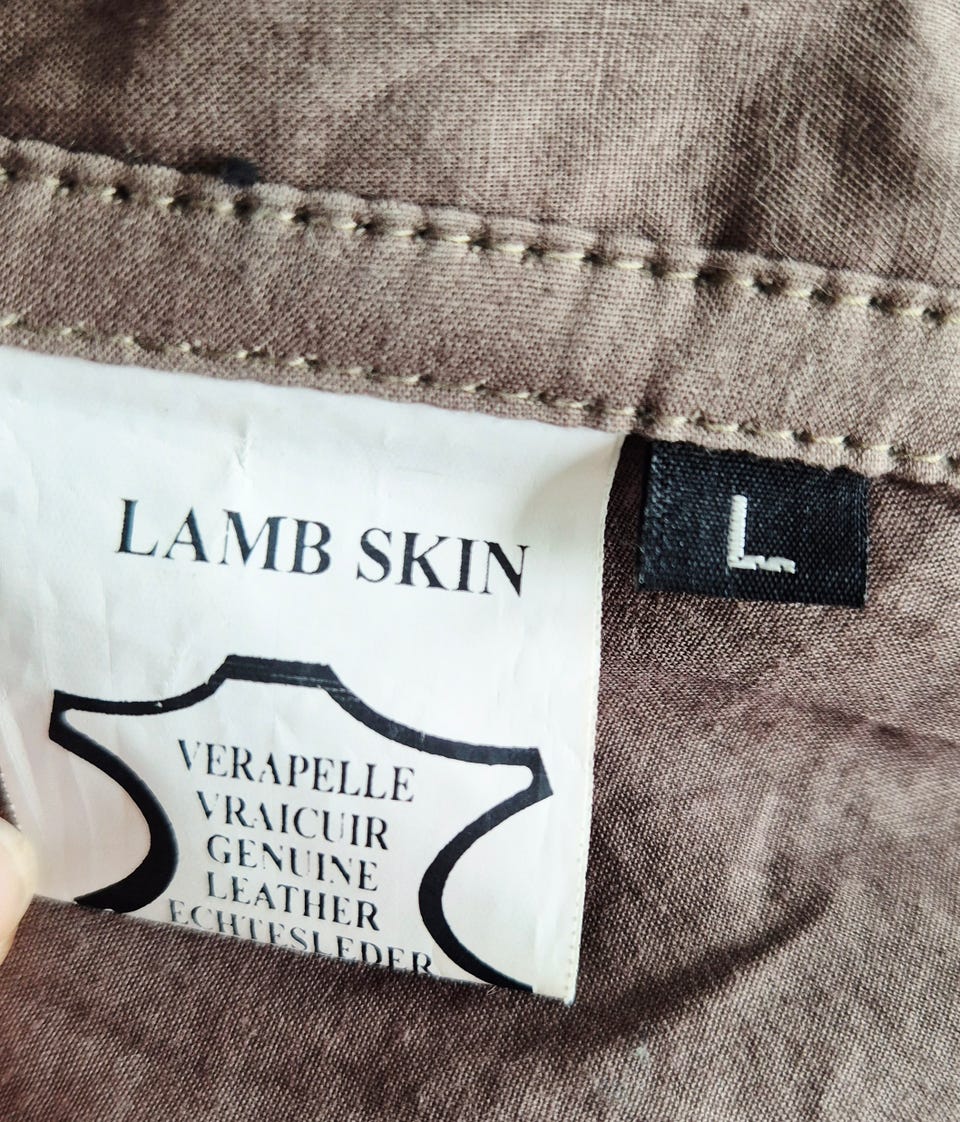 LAMB SKIN
L
VERAPELLE
VRAICUIR
GENUINE
LEATHER
ECHTESLEDER